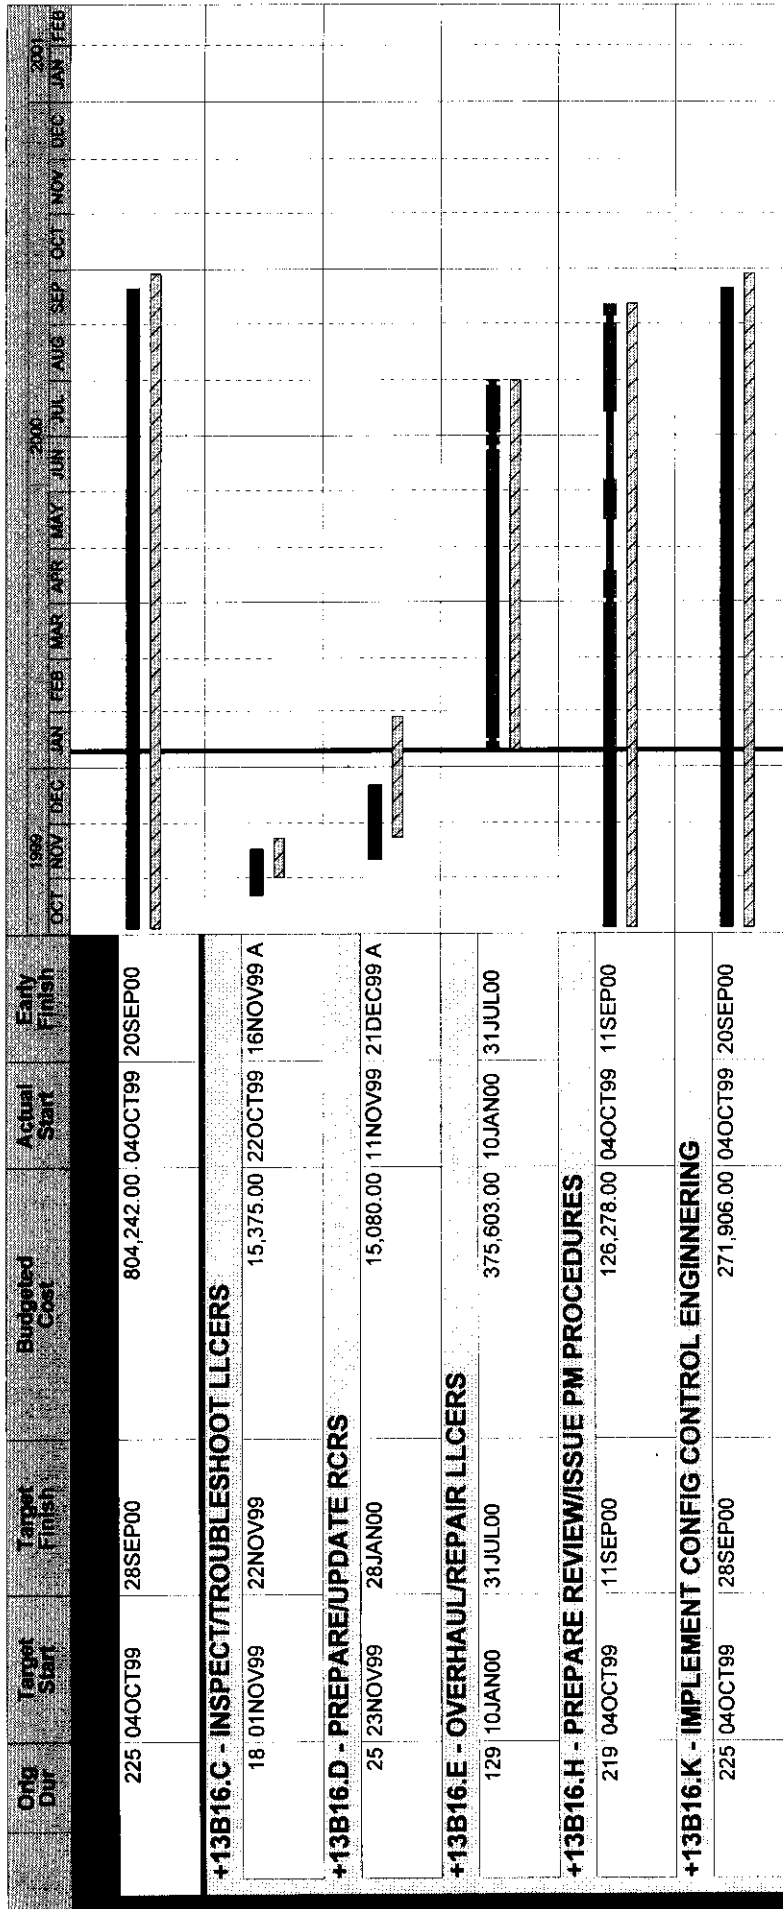 Orig Dur Target Start Target Finish Budgeted Cost Actual Start Early Finish
1999 2000 2001
OCT NOV DEC JAN FEB MAR APR MAY JUN JUL AUG SEP OCT NOV DEC JAN FEB
225 04OCT99 28SEP00 804,242.00 04OCT99 20SEP00
+13B16.C - INSPECT/TROUBLESHOOT LLCERS
18 01NOV99 22NOV99 15,375.00 22OCT99 16NOV99 A
+13B16.D - PREPARE/UPDATE RCRS
25 23NOV99 28JAN00 15,080.00 11NOV99 21DEC99 A
+13B16.E - OVERHAUL/REPAIR LLCERS
129 10JAN00 31JUL00 375,603.00 10JAN00 31JUL00
+13B16.H - PREPARE REVIEW/ISSUE PM PROCEDURES
219 04OCT99 11SEP00 126,278.00 04OCT99 11SEP00
+13B16.K - IMPLEMENT CONFIG CONTROL ENGINNERING
225 04OCT99 28SEP00 271,906.00 04OCT99 20SEP00